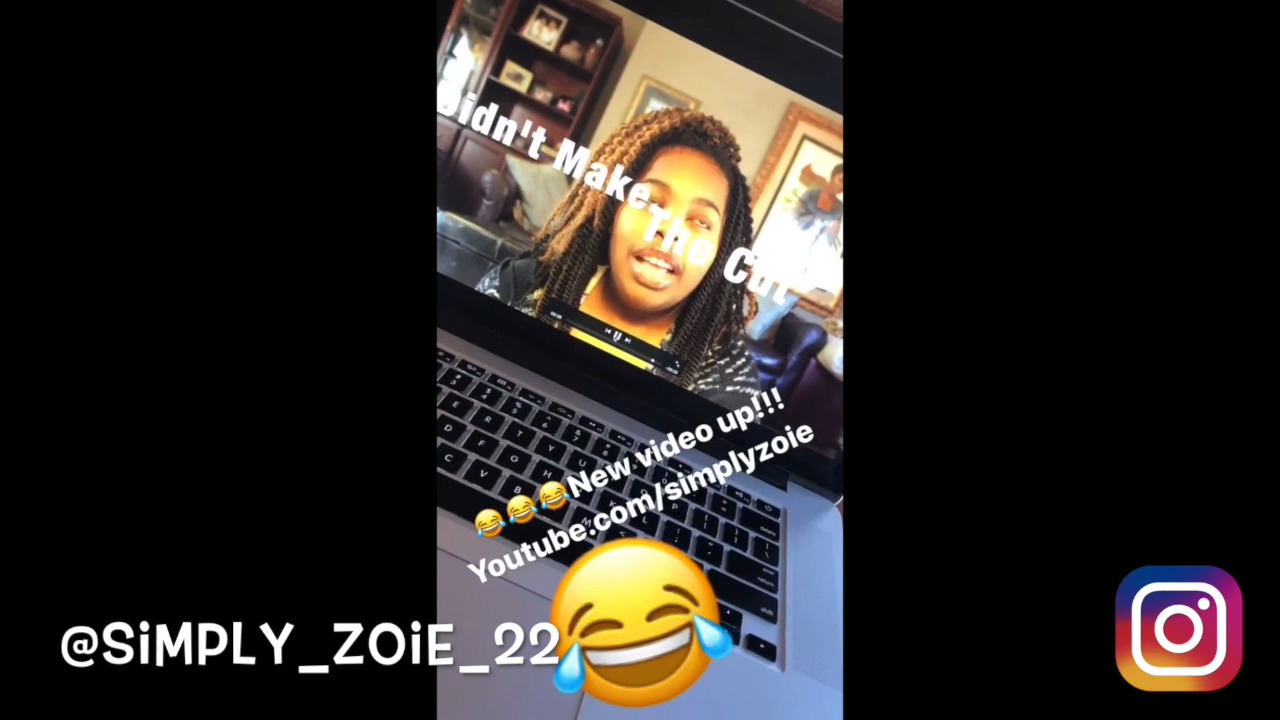 Didn't Make
The Cut
😂😂😂New video up!!!
Youtube.com/simplyzoie
@SiMPLY_ZOiE_22